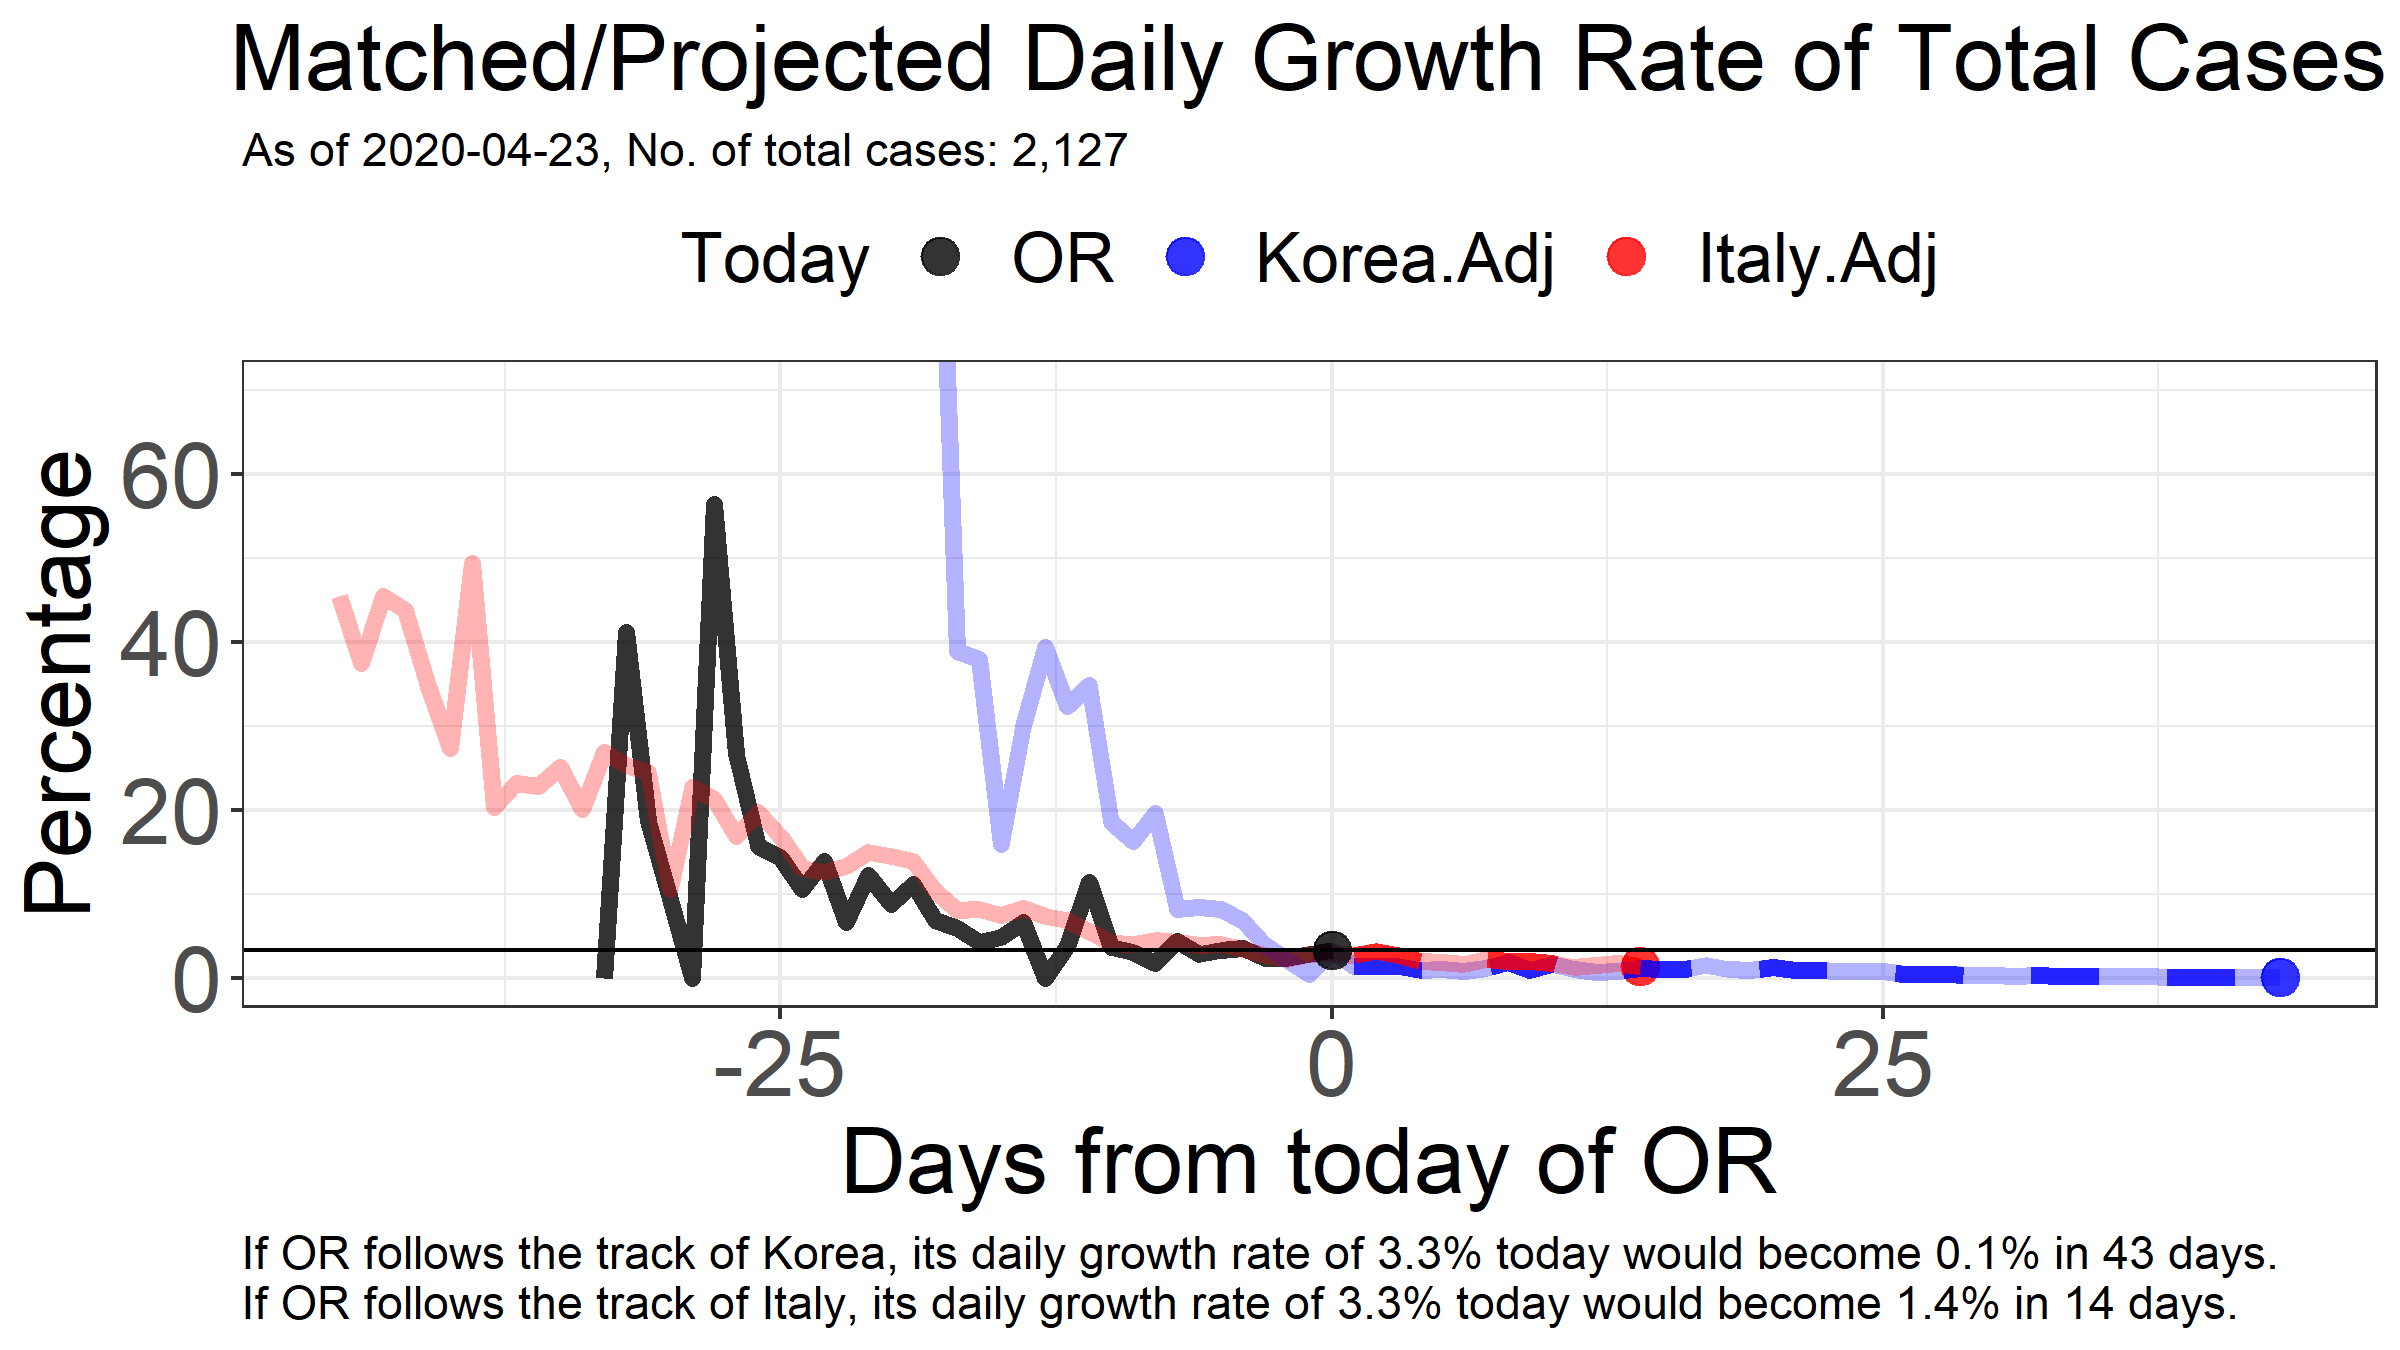 Matched/Projected Daily Growth Rate of Total Cases
As of 2020-04-23, No. of total cases: 2,127
Today OR Korea.Adj Italy.Adj
Percentage
60
40
20
0
-25 0 25
Days from today of OR
If OR follows the track of Korea, its daily growth rate of 3.3% today would become 0.1% in 43 days.
If OR follows the track of Italy, its daily growth rate of 3.3% today would become 1.4% in 14 days.